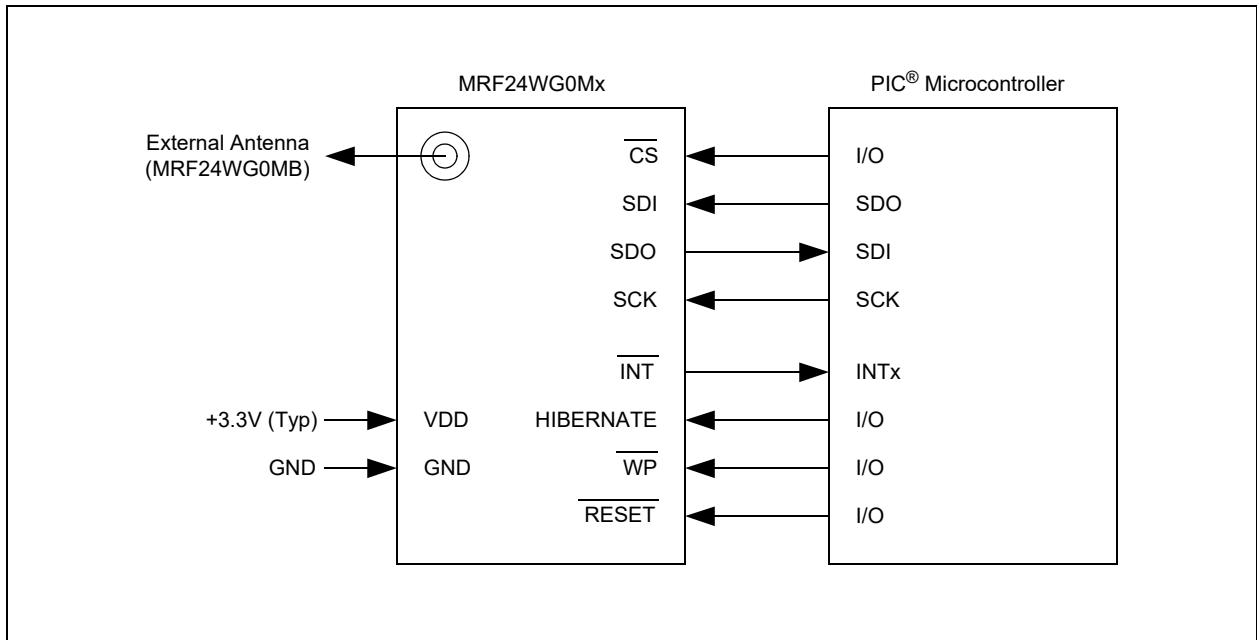 MRF24WG0Mx
PIC® Microcontroller
External Antenna
(MRF24WG0MB)
CS
I/O
SDI
SDO
SDO
SDI
SCK
SCK
INT
INTx
+3.3V (Typ)
VDD
HIBERNATE
I/O
GND
GND
WP
I/O
RESET
I/O